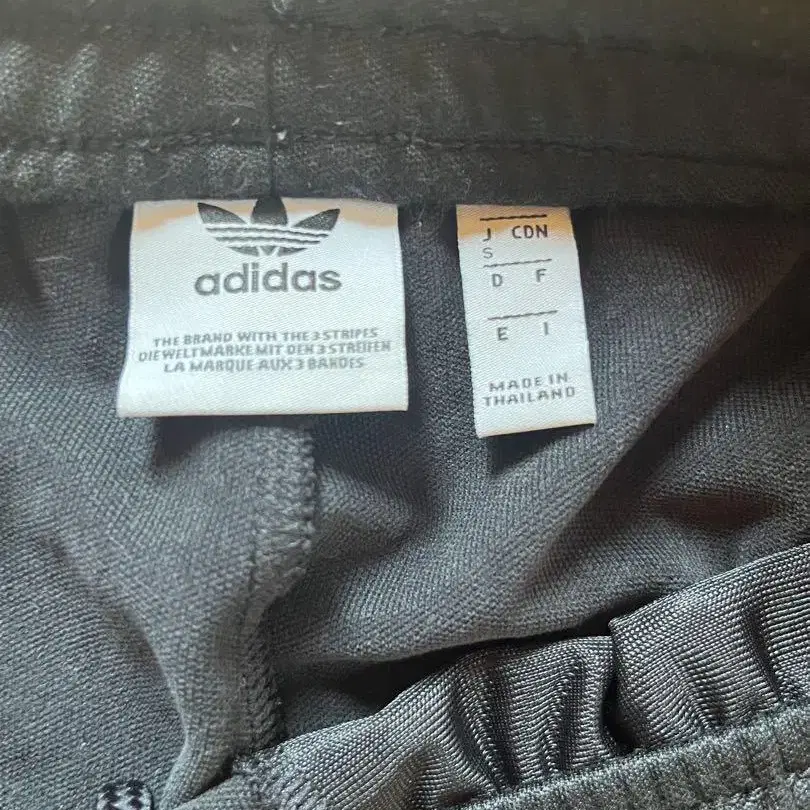 adidas
THE BRAND WITH THE 3 STRIPES
DIE WELTMARKE MIT DEN 3 STREIFEN
LA MARQUE AUX 3 BANDES
J CDN
S
D F
E I
MADE IN
THAILAND